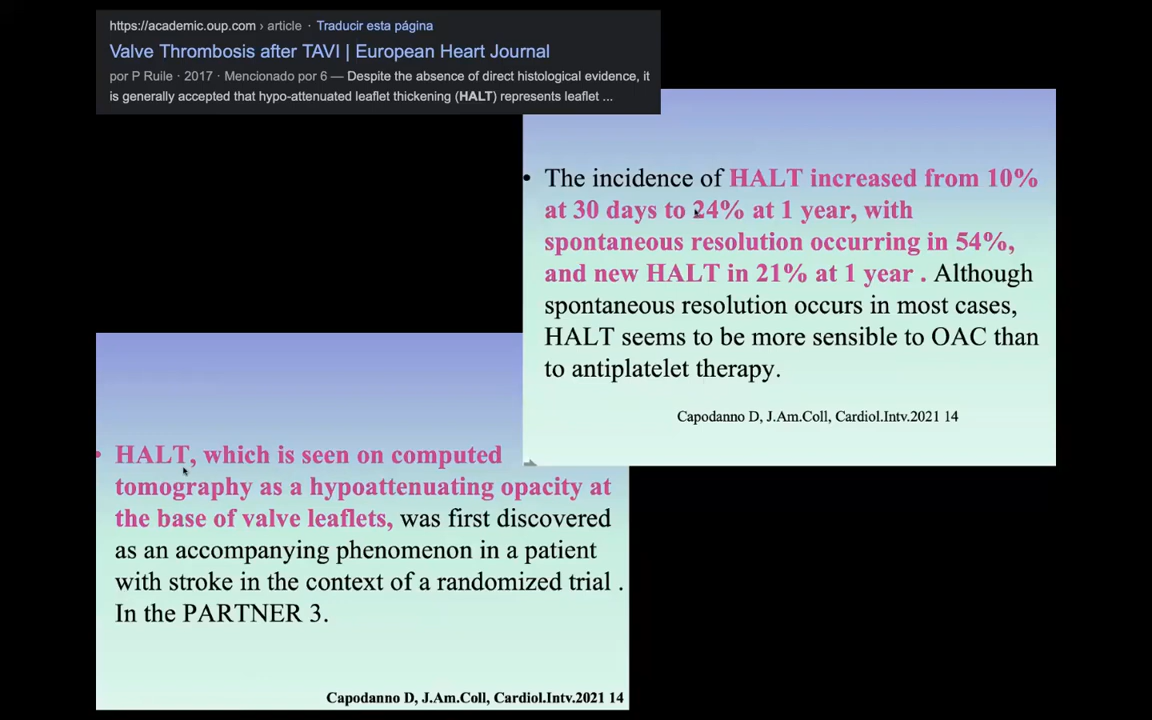 https://academic.oup.com › article · Traducir esta página
Valve Thrombosis after TAVI | European Heart Journal
por P Ruile · 2017 · Mencionado por 6 — Despite the absence of direct histological evidence, it
is generally accepted that hypo-attenuated leaflet thickening (HALT) represents leaflet ...
• The incidence of HALT increased from 10%
at 30 days to 24% at 1 year, with
spontaneous resolution occurring in 54%,
and new HALT in 21% at 1 year . Although
spontaneous resolution occurs in most cases,
HALT seems to be more sensible to OAC than
to antiplatelet therapy.
Capodanno D, J.Am.Coll, Cardiol.Intv.2021 14
• HALT, which is seen on computed
tomography as a hypoattenuating opacity at
the base of valve leaflets, was first discovered
as an accompanying phenomenon in a patient
with stroke in the context of a randomized trial .
In the PARTNER 3.
Capodanno D, J.Am.Coll, Cardiol.Intv.2021 14